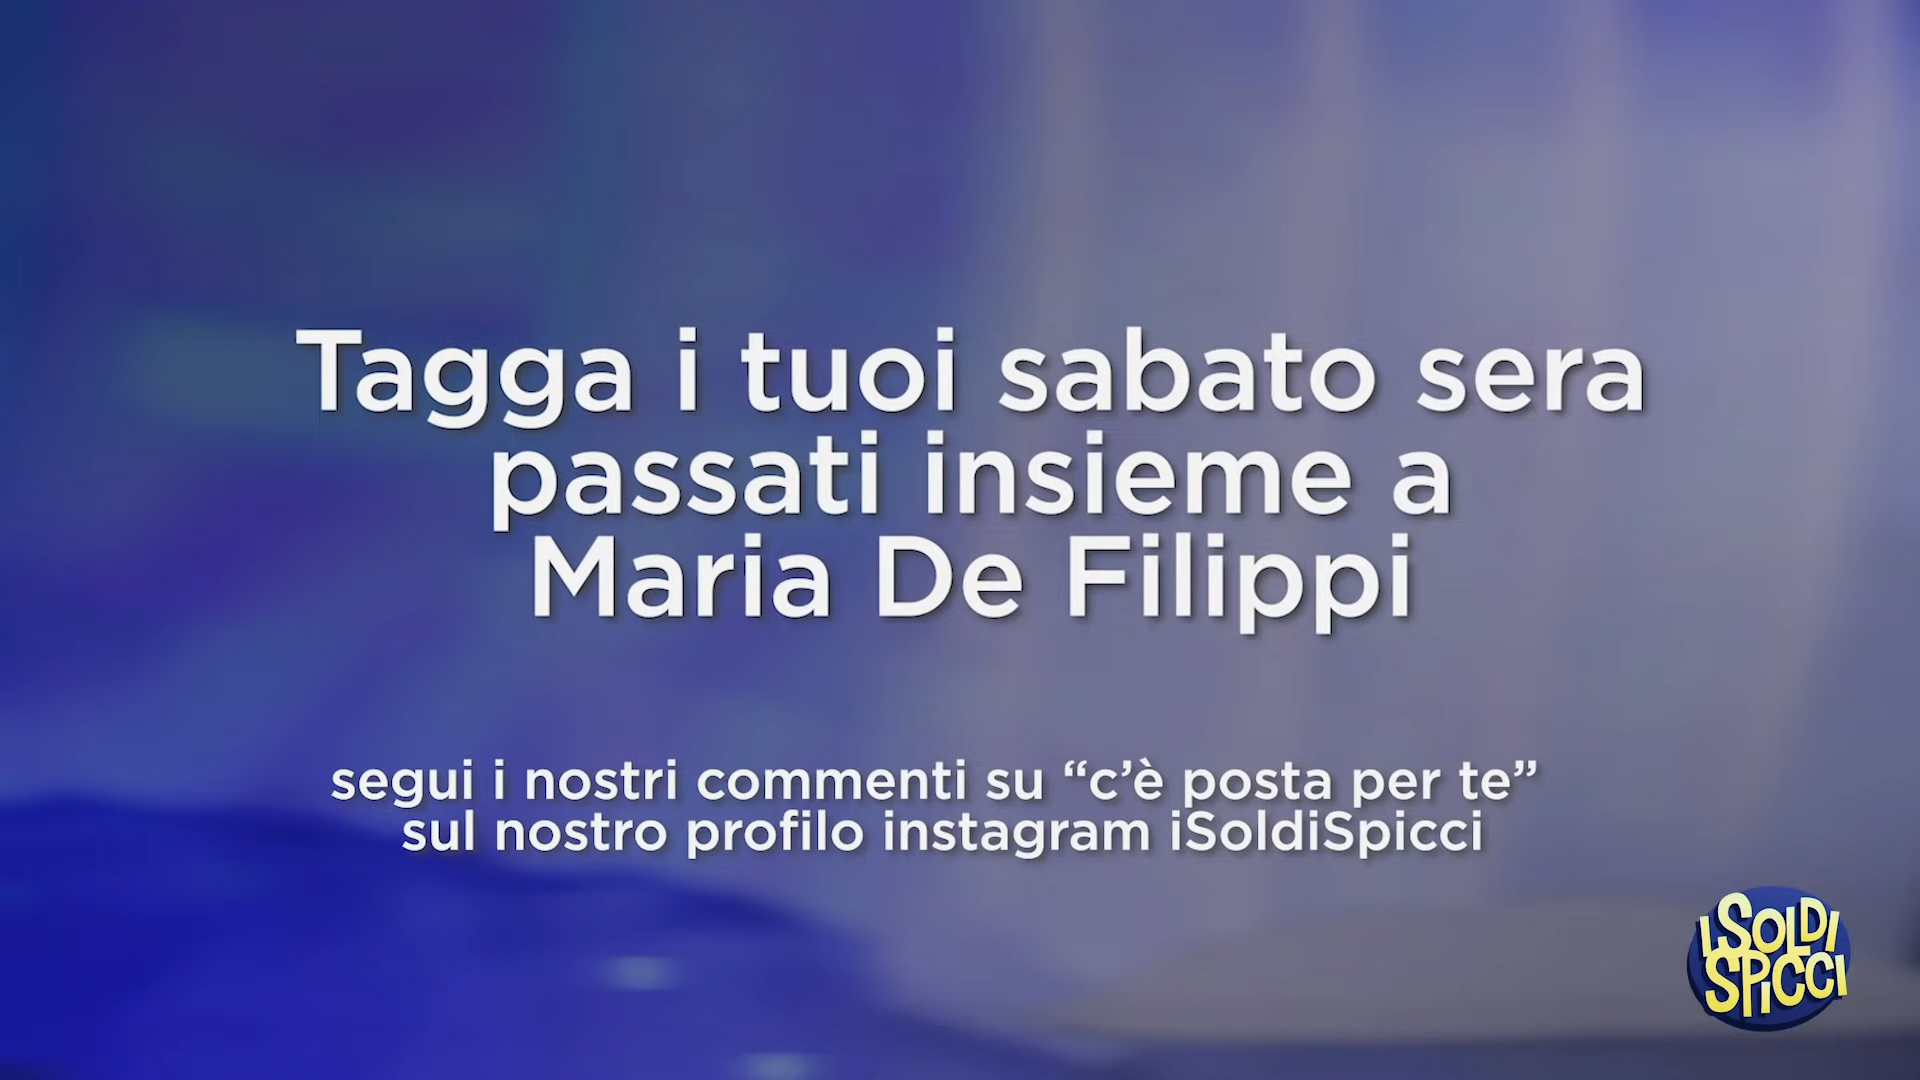 Tagga i tuoi sabato sera
passati insieme a
Maria De Filippi
segui i nostri commenti su “c’è posta per te”
sul nostro profilo instagram iSoldiSpicci
I SOLDI
SPICCI